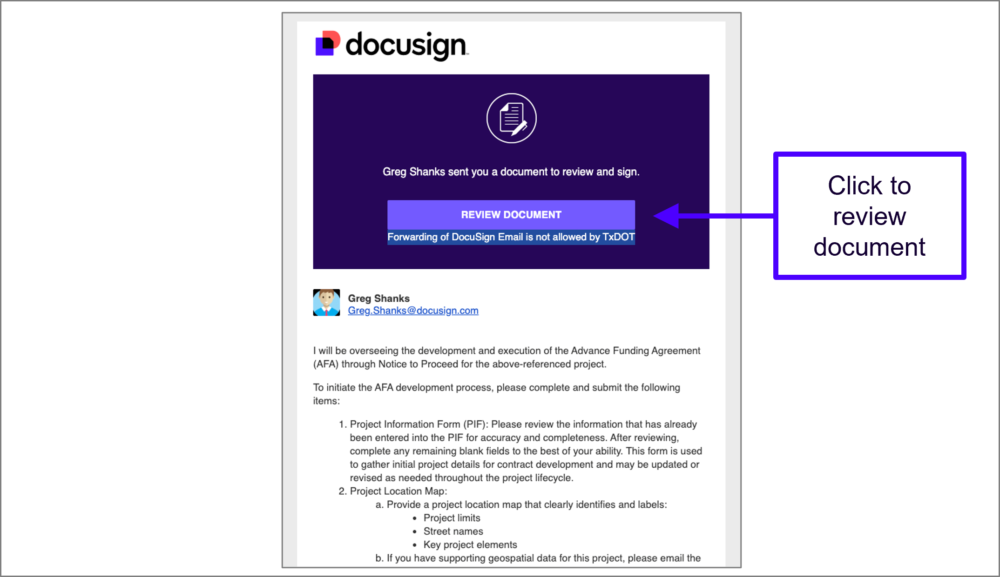 docusign
Greg Shanks sent you a document to review and sign.
REVIEW DOCUMENT
Forwarding of DocuSign Email is not allowed by TxDOT
Click to
review
document
Greg Shanks
Greg.Shanks@docusign.com
I will be overseeing the development and execution of the Advance Funding Agreement
(AFA) through Notice to Proceed for the above-referenced project.
To initiate the AFA development process, please complete and submit the following
items:
1. Project Information Form (PIF): Please review the information that has already
been entered into the PIF for accuracy and completeness. After reviewing,
complete any remaining blank fields to the best of your ability. This form is used
to gather initial project details for contract development and may be updated or
revised as needed throughout the project lifecycle.
2. Project Location Map:
a. Provide a project location map that clearly identifies and labels:
• Project limits
• Street names
• Key project elements
b. If you have supporting geospatial data for this project, please email the